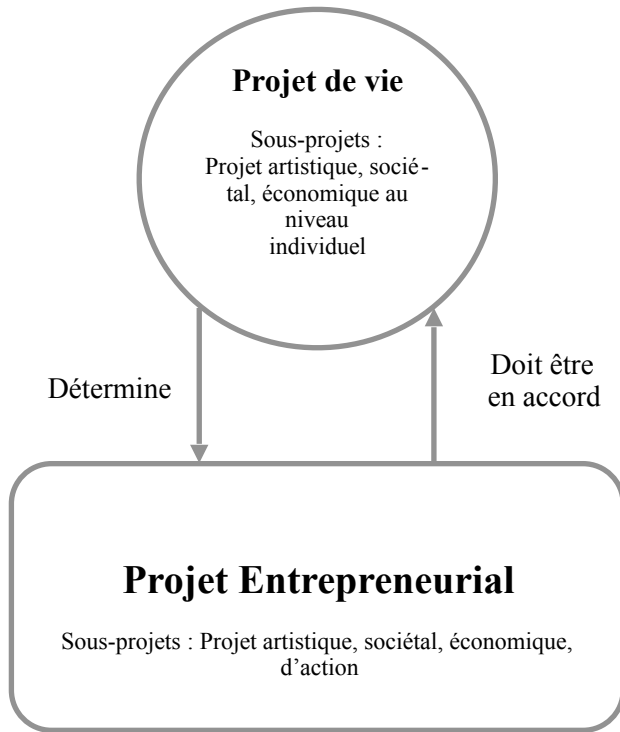 Projet de vie
Sous-projets :
Projet artistique, socié-
tal, économique au
niveau
individuel
Détermine
Doit être
en accord
Projet Entrepreneurial
Sous-projets : Projet artistique, sociétal, économique,
d’action